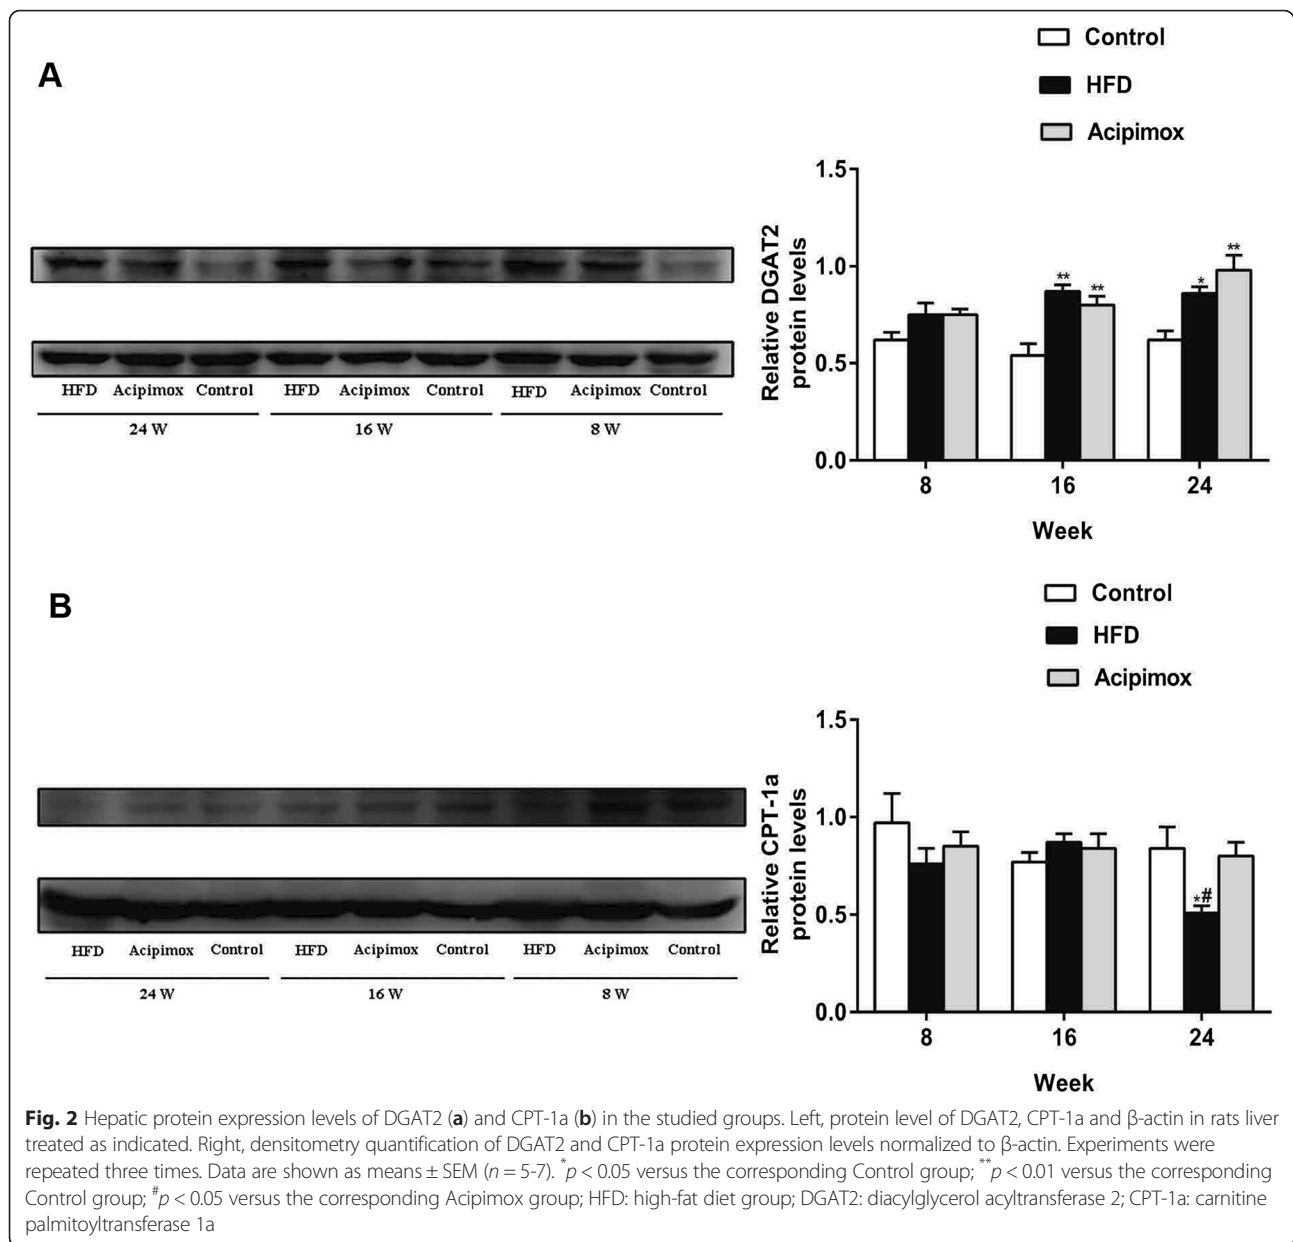 A
Control
HFD
Acipimox
Relative DGAT2
protein levels
1.5
1.0
0.5
0.0
** ** * **
8 16 24
Week
HFD Acipimox Control HFD Acipimox Control HFD Acipimox Control
24 W 16 W 8 W
B
Control
HFD
Acipimox
Relative CPT-1a
protein levels
1.5
1.0
0.5
0.0
*#
8 16 24
Week
HFD Acipimox Control HFD Acipimox Control HFD Acipimox Control
24 W 16 W 8 W
Fig. 2 Hepatic protein expression levels of DGAT2 (a) and CPT-1a (b) in the studied groups. Left, protein level of DGAT2, CPT-1a and β-actin in rats liver
treated as indicated. Right, densitometry quantification of DGAT2 and CPT-1a protein expression levels normalized to β-actin. Experiments were
repeated three times. Data are shown as means ± SEM (n = 5-7). *p < 0.05 versus the corresponding Control group; **p < 0.01 versus the corresponding
Control group; #p < 0.05 versus the corresponding Acipimox group; HFD: high-fat diet group; DGAT2: diacylglycerol acyltransferase 2; CPT-1a: carnitine
palmitoyltransferase 1a